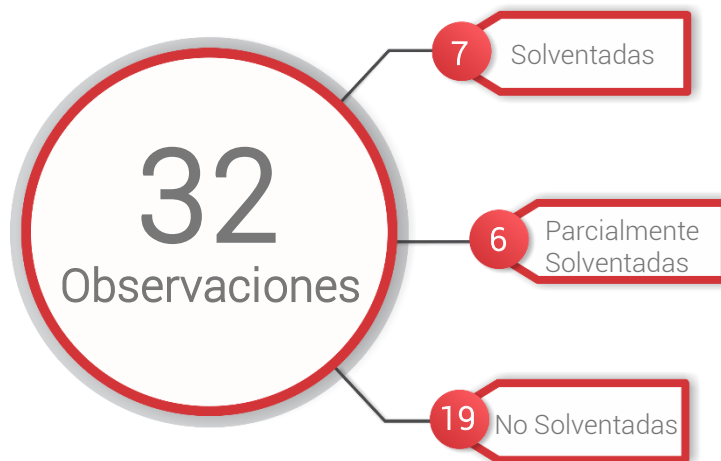 32
Observaciones
7
Solventadas
6
Parcialmente
Solventadas
19
No Solventadas